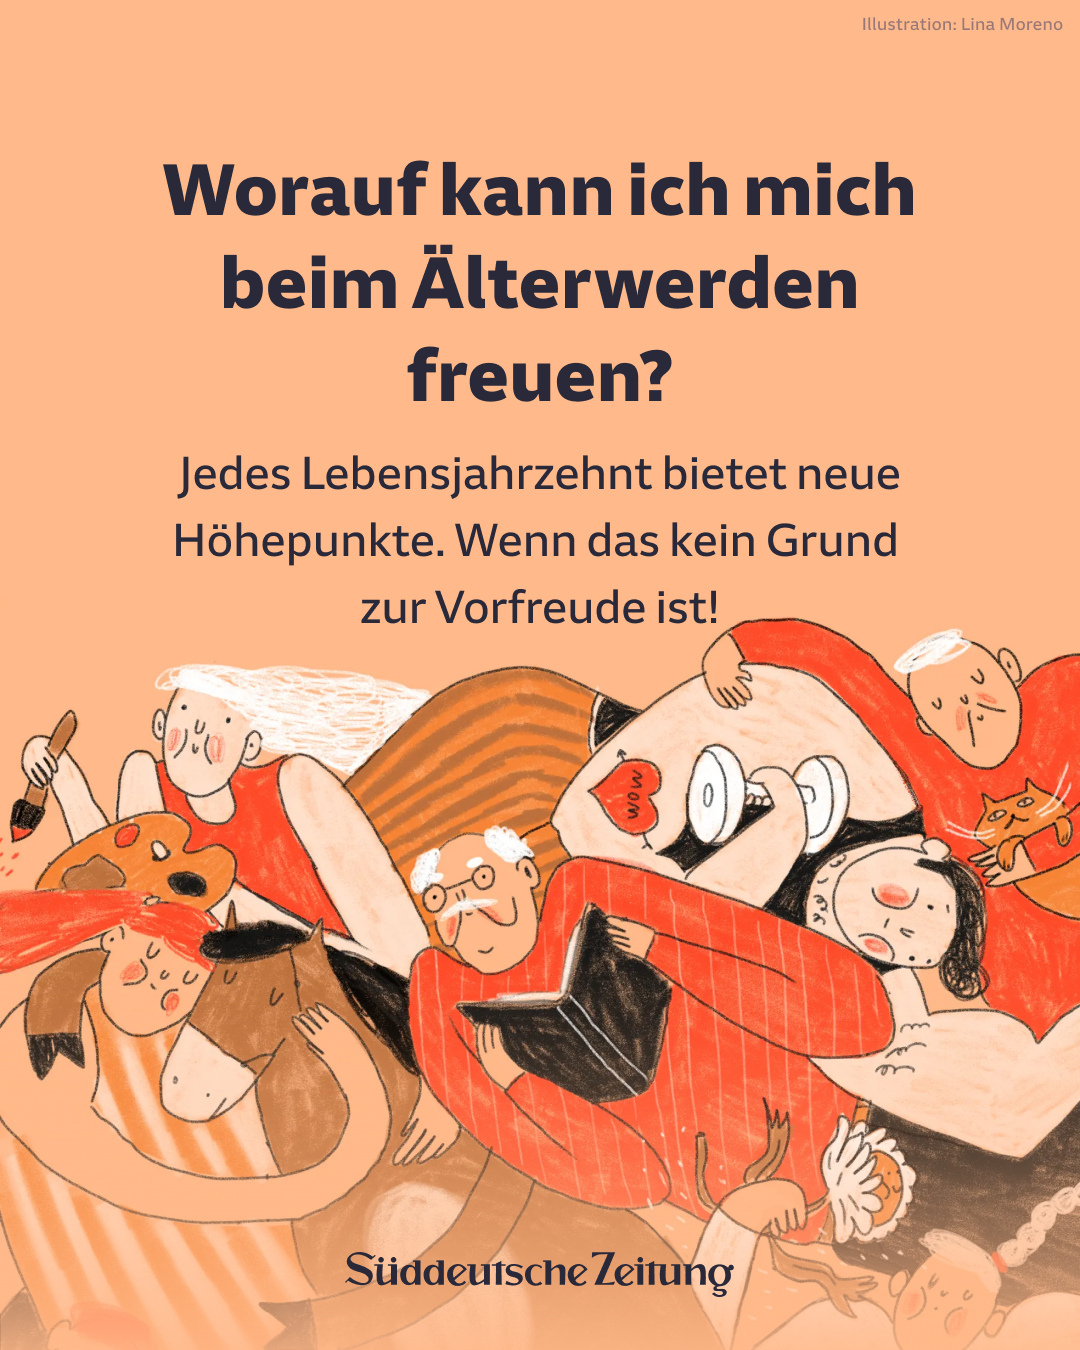 Illustration: Lina Moreno
Worauf kann ich mich
beim Älterwerden
freuen?
Jedes Lebensjahrzehnt bietet neue
Höhepunkte. Wenn das kein Grund
zur Vorfreude ist!
WOW
Süddeutsche Zeitung